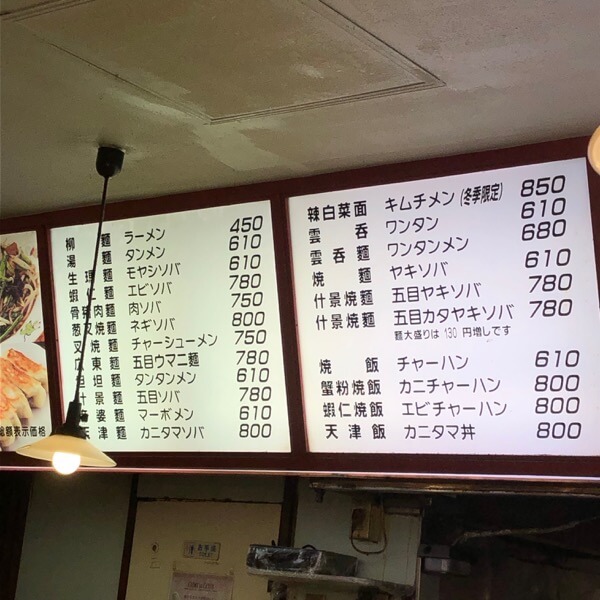 柳麺 ラーメン 450
湯麺 タンメン 610
生理麺 モヤシソバ 610
蝦仁麺 エビソバ 780
骨猪肉麺 肉ソバ 750
葱叉焼麺 ネギソバ 800
叉焼麺 チャーシューメン 750
広東麺 五目ウマニ麺 780
坦坦麺 タンタンメン 610
什景麺 五目ソバ 780
婆麺 マーボメン 610
天津麺 カニタマソバ 800
総額表示価格
辣白菜面 キムチメン (冬季限定) 850
雲呑 ワンタン 610
雲呑麺 ワンタンメン 680
焼麺 ヤキソバ 610
什景焼麺 五目ヤキソバ 780
什景焼麺 五目カタヤキソバ 780
麺大盛りは 130 円増しです
焼飯 チャーハン 610
蟹粉焼飯 カニチャーハン 800
蝦仁焼飯 エビチャーハン 800
天津飯 カニタマ丼 800